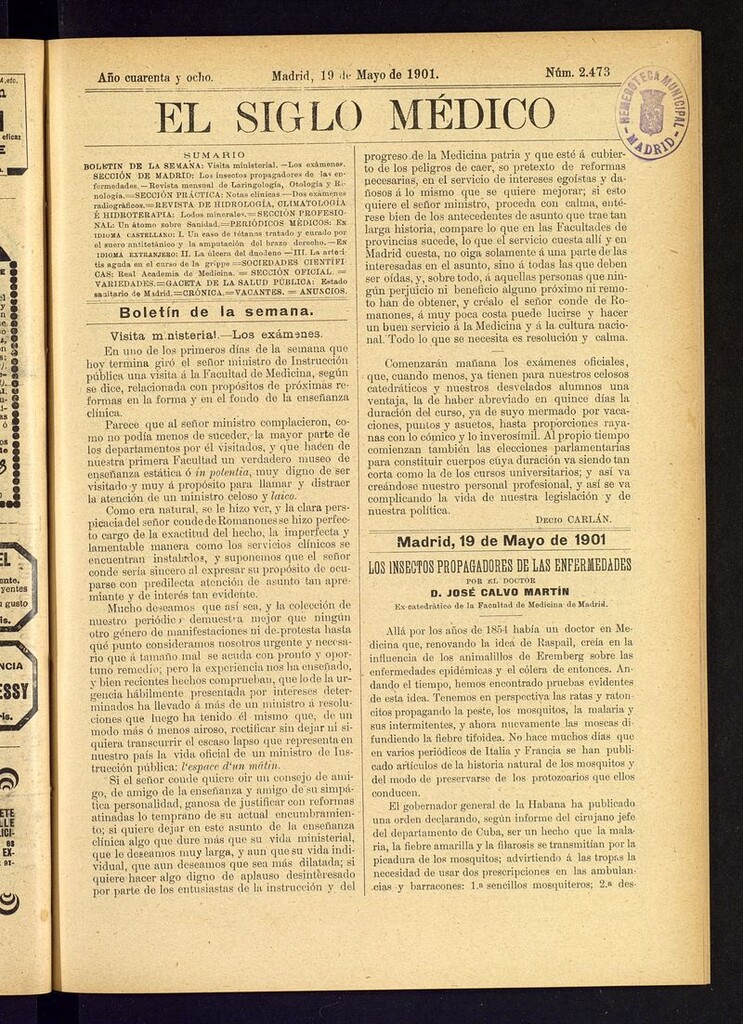 Año cuarenta y ocho.
Madrid, 19 de Mayo de 1901.
Núm. 2.473
HEMEROTECA MUNICIPAL
MADRID
EL SIGLO MÉDICO
SUMARIO
BOLETIN DE LA SEMANA: Visita ministerial.—Los exámenes.
SECCIÓN DE MADRID: Los insectos propagadores de las en-
fermedades.—Revista mensual de Laringología, Otología y Ri-
nología.=SECCIÓN PRÁCTICA: Notas clínicas.—Dos exámenes
radiográficos.=REVISTA DE HIDROLOGÍA, CLIMATOLOGÍA
É HIDROTERAPIA: Lodos minerales.=SECCIÓN PROFESIO-
NAL: Un átomo sobre Sanidad.=PERIÓDICOS MÉDICOS: EN
IDIOMA CASTELLANO: I. Un caso de tétanos tratado y curado por
el suero antitetánico y la amputación del brazo derecho.—EN
IDIOMA EXTRANJERO: II. La úlcera del duodeno—III. La arte-i-
tis aguda en el curso de la grippe=SOCIEDADES CIENTÍFI-
CAS: Real Academia de Medicina. = SECCIÓN OFICIAL. =
VARIEDADES.=GACETA DE LA SALUD PÚBLICA: Estado
sanitario de Madrid.=CRÓNICA.=VACANTES. = ANUNCIOS.
Boletín de la semana.
Visita ministerial.—Los exámenes.
En uno de los primeros días de la semana que
hoy termina giró el señor ministro de Instrucción
pública una visita á la Facultad de Medicina, según
se dice, relacionada con propósitos de próximas re-
formas en la forma y en el fondo de la enseñanza
clínica.
Parece que al señor ministro complacieron, co-
mo no podía menos de suceder, la mayor parte de
los departamentos por él visitados, y que hacen de
nuestra primera Facultad un verdadero museo de
enseñanza estática ó in potentia, muy digno de ser
visitado y muy á propósito para llamar y distraer
la atención de un ministro celoso y laico.
Como era natural, se le hizo ver, y la clara pers-
picacia del señor conde de Romanones se hizo perfec-
to cargo de la exactitud del hecho, la imperfecta y
lamentable manera como los servicios clínicos se
encuentran instalados, y suponemos que el señor
conde sería sincero al expresar su propósito de ocu-
parse con predilecta atención de asunto tan apre-
miante y de interés tan evidente.
Mucho deseamos que así sea, y la colección de
nuestro periódico demuestra mejor que ningún
otro género de manifestaciones ni de protesta hasta
qué punto consideramos nosotros urgente y necesa-
rio que á tamaño mal se acuda con pronto y opor-
tuno remedio; pero la experiencia nos ha enseñado,
y bien recientes hechos comprueban, que lo de la ur-
gencia hábilmente presentada por intereses deter-
minados ha llevado á más de un ministro á resolu-
ciones que luego ha tenido él mismo que, de un
modo más ó menos airoso, rectificar sin dejar ni si-
quiera transcurrir el escaso lapso que representa en
nuestro país la vida oficial de un ministro de Ins-
trucción pública: l'espace d'un matin.
Si el señor conde quiere oir un consejo de ami-
go, de amigo de la enseñanza y amigo de su simpá-
tica personalidad, ganosa de justificar con reformas
atinadas lo temprano de su actual encumbramien-
to; si quiere dejar en este asunto de la enseñanza
clínica algo que dure más que su vida ministerial,
que le deseamos muy larga, y aun que su vida indi-
vidual, que aun deseamos que sea más dilatada; si
quiere hacer algo digno de aplauso desinteresado
por parte de los entusiastas de la instrucción y del
progreso de la Medicina patria y que esté á cubier-
to de los peligros de caer, so pretexto de reformas
necesarias, en el servicio de intereses egoístas y da-
ñosos á lo mismo que se quiere mejorar; si esto
quiere el señor ministro, proceda con calma, enté-
rese bien de los antecedentes de asunto que trae tan
larga historia, compare lo que en las Facultades de
provincias sucede, lo que el servicio cuesta allí y en
Madrid cuesta, no oiga solamente á una parte de las
interesadas en el asunto, sino á todas las que deben
ser oídas, y, sobre todo, á aquellas personas que nin-
gún perjuicio ni beneficio alguno próximo ni remo-
to han de obtener, y créalo el señor conde de Ro-
manones, á muy poca costa puede lucirse y hacer
un buen servicio á la Medicina y á la cultura nacio-
nal. Todo lo que se necesita es resolución y calma.
Comenzarán mañana los exámenes oficiales,
que, cuando menos, ya tienen para nuestros celosos
catedráticos y nuestros desvelados alumnos una
ventaja, la de haber abreviado en quince días la
duración del curso, ya de suyo mermado por vaca-
ciones, puntos y asuetos, hasta proporciones raya-
nas con lo cómico y lo inverosímil. Al propio tiempo
comienzan también las elecciones parlamentarias
para constituir cuerpos cuya duración va siendo tan
corta como la de los cursos universitarios; y así va
creándose nuestro personal profesional, y así se va
complicando la vida de nuestra legislación y de
nuestra política.
DECIO CARLÁN.
Madrid, 19 de Mayo de 1901
LOS INSECTOS PROPAGADORES DE LAS ENFERMEDADES
POR EL DOCTOR
D. JOSÉ CALVO MARTÍN
Ex-catedrático de la Facultad de Medicina de Madrid.
Allá por los años de 1854 había un doctor en Me-
dicina que, renovando la idea de Raspail, creía en la
influencia de los animalillos de Eremberg sobre las
enfermedades epidémicas y el cólera de entonces. An-
dando el tiempo, hemos encontrado pruebas evidentes
de esta idea. Tenemos en perspectiva las ratas y raton-
citos propagando la peste, los mosquitos, la malaria y
sus intermitentes, y ahora nuevamente las moscas di-
fundiendo la fiebre tifoidea. No hace muchos días que
en varios periódicos de Italia y Francia se han publi-
cado artículos de la historia natural de los mosquitos y
del modo de preservarse de los protozoarios que ellos
conducen.
El gobernador general de la Habana ha publicado
una orden declarando, según informe del cirujano jefe
del departamento de Cuba, ser un hecho que la mala-
ria, la fiebre amarilla y la filarosis se transmitían por la
picadura de los mosquitos; advirtiendo á las tropas la
necesidad de usar dos prescripciones en las ambulan-
cias y barracones: 1.ª sencillos mosquiteros; 2.ª des-